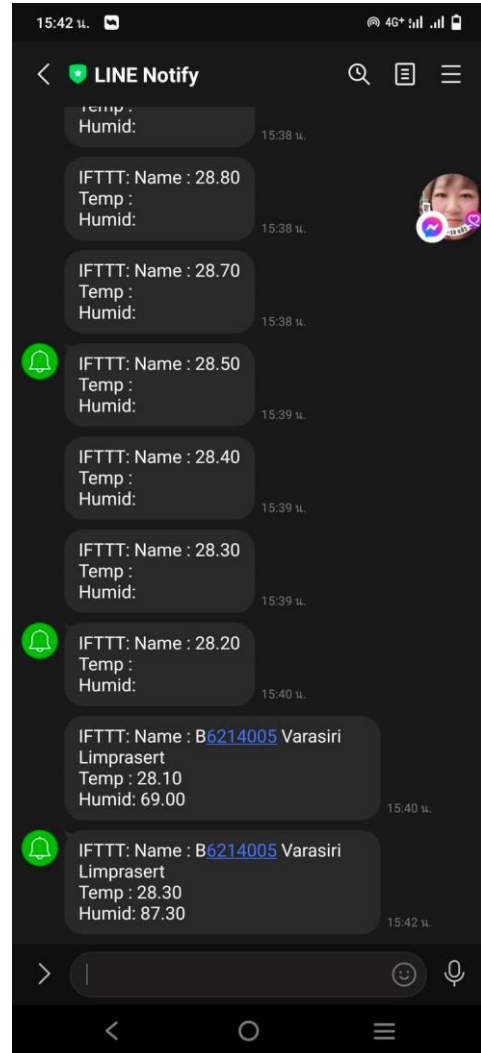 15:42 น.
4G+
LINE Notify
Temp :
Humid:
15:38 น.
IFTTT: Name : 28.80
Temp :
Humid:
15:38 น.
IFTTT: Name : 28.70
Temp :
Humid:
15:38 น.
IFTTT: Name : 28.50
Temp :
Humid:
15:39 น.
IFTTT: Name : 28.40
Temp :
Humid:
15:39 น.
IFTTT: Name : 28.30
Temp :
Humid:
15:39 น.
IFTTT: Name : 28.20
Temp :
Humid:
15:40 น.
IFTTT: Name : B6214005 Varasiri
Limprasert
Temp : 28.10
Humid: 69.00
15:40 น.
IFTTT: Name : B6214005 Varasiri
Limprasert
Temp : 28.30
Humid: 87.30
15:42 น.